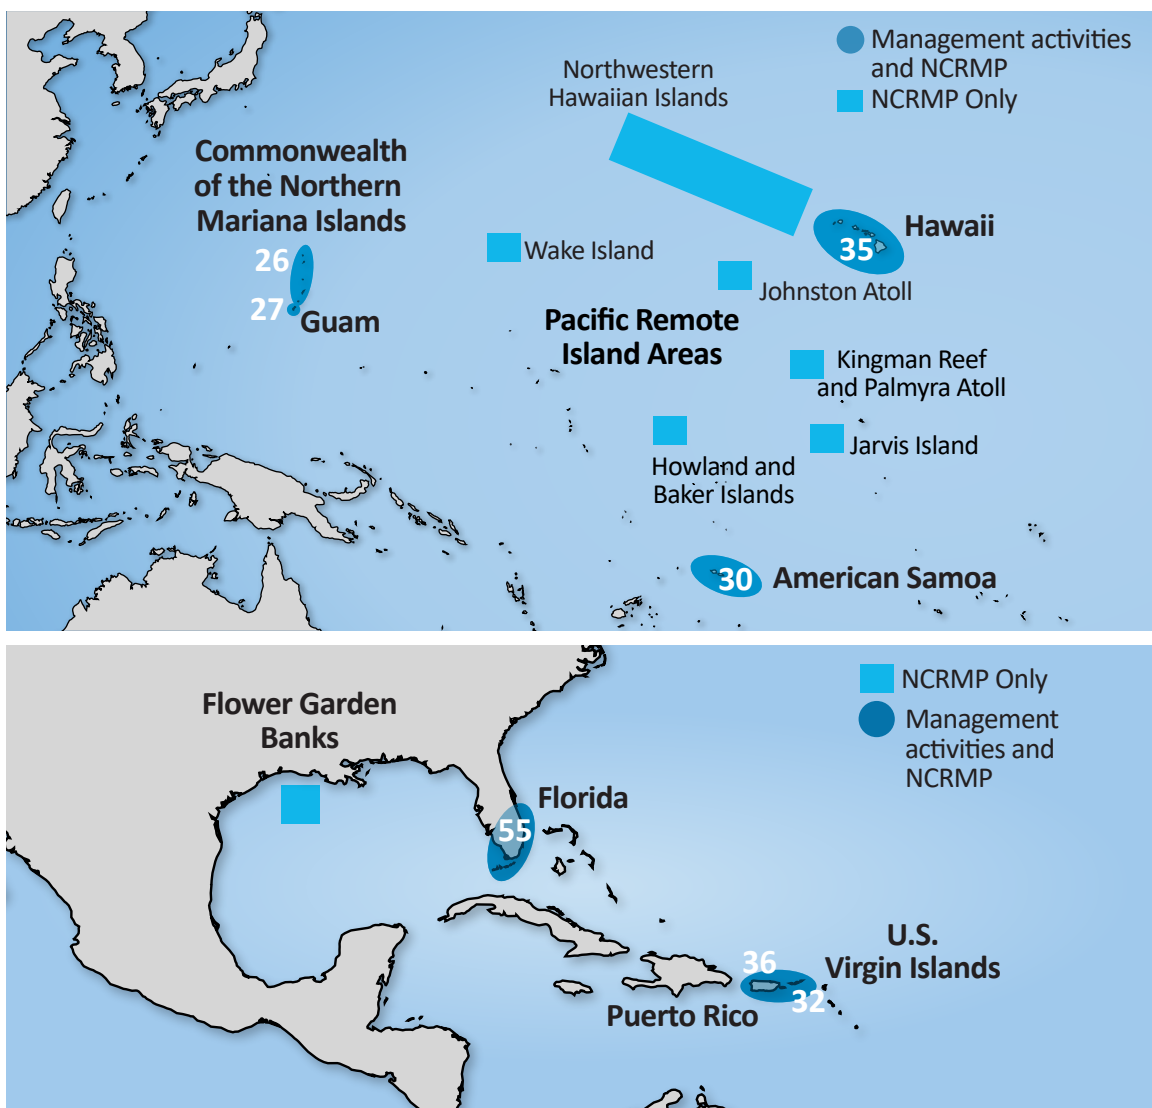 Management activities
and NCRMP
NCRMP Only
Northwestern
Hawaiian Islands
Commonwealth
of the Northern
Mariana Islands
Hawaii
35
26
Wake Island
27
Guam
Johnston Atoll
Pacific Remote
Island Areas
Kingman Reef
and Palmyra Atoll
Jarvis Island
Howland and
Baker Islands
30
American Samoa
NCRMP Only
Management
activities and
NCRMP
Flower Garden
Banks
Florida
55
U.S.
Virgin Islands
36
32
Puerto Rico